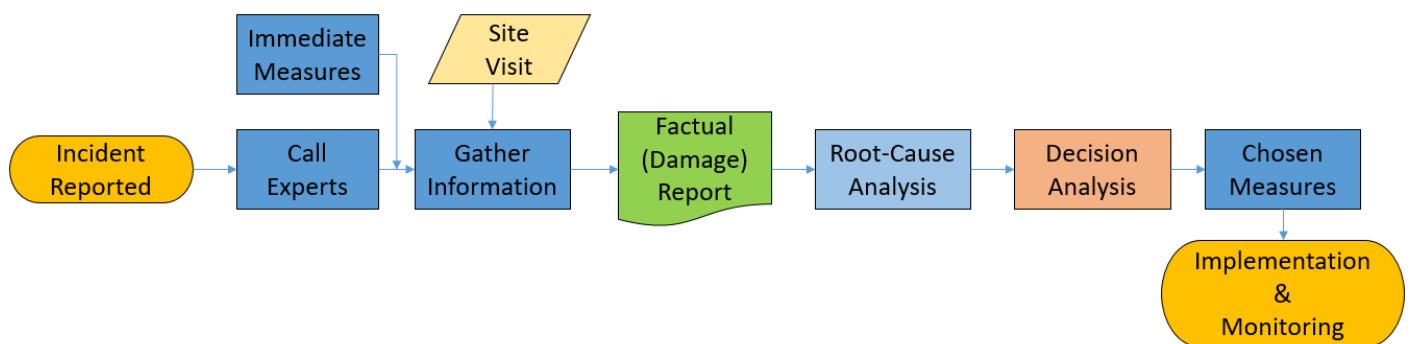 Immediate
Measures
Site
Visit
Incident
Reported
Call
Experts
Gather
Information
Factual
(Damage)
Report
Root-Cause
Analysis
Decision
Analysis
Chosen
Measures
Implementation
&
Monitoring